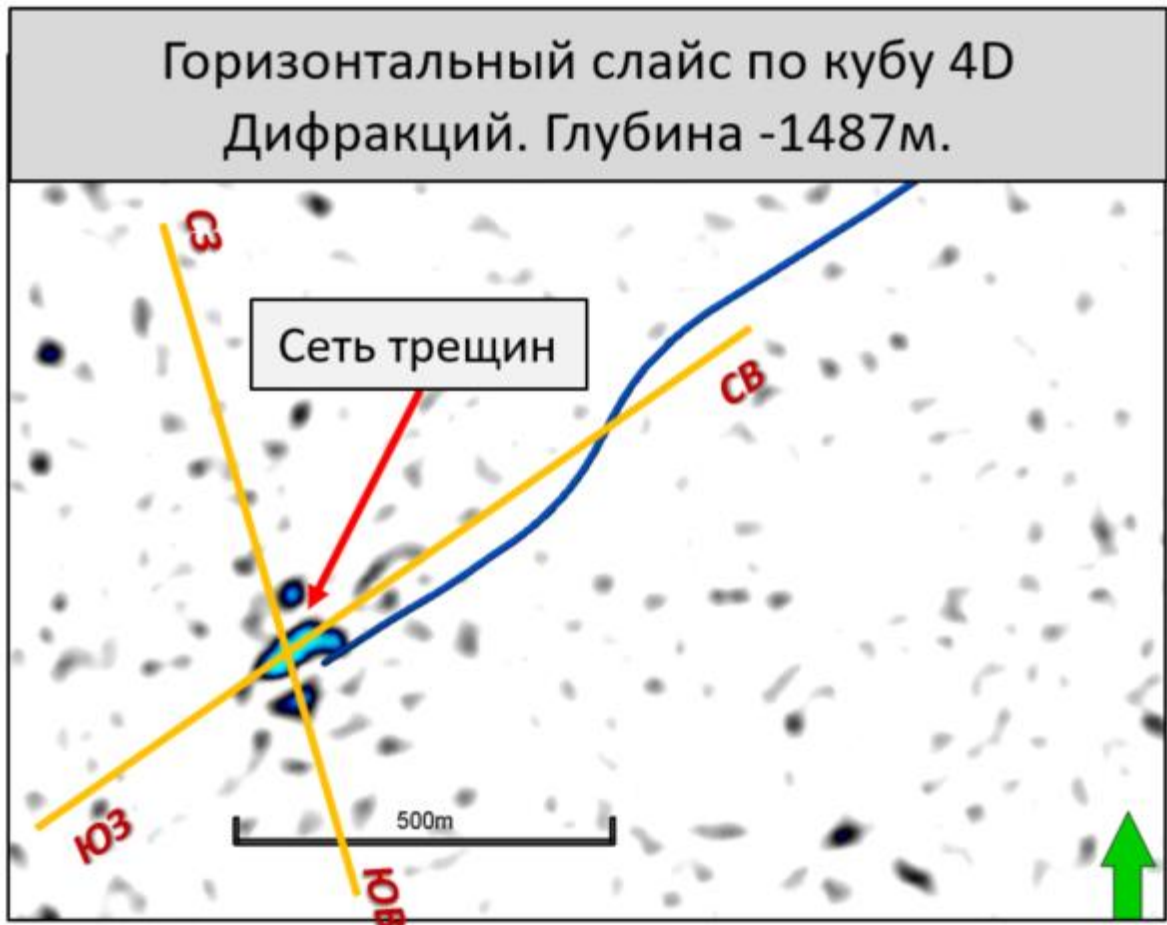 Горизонтальный слайс по кубу 4D
Дифракций. Глубина -1487м.
СЗ
Сеть трещин
СВ
ЮЗ
500m
ЮВ